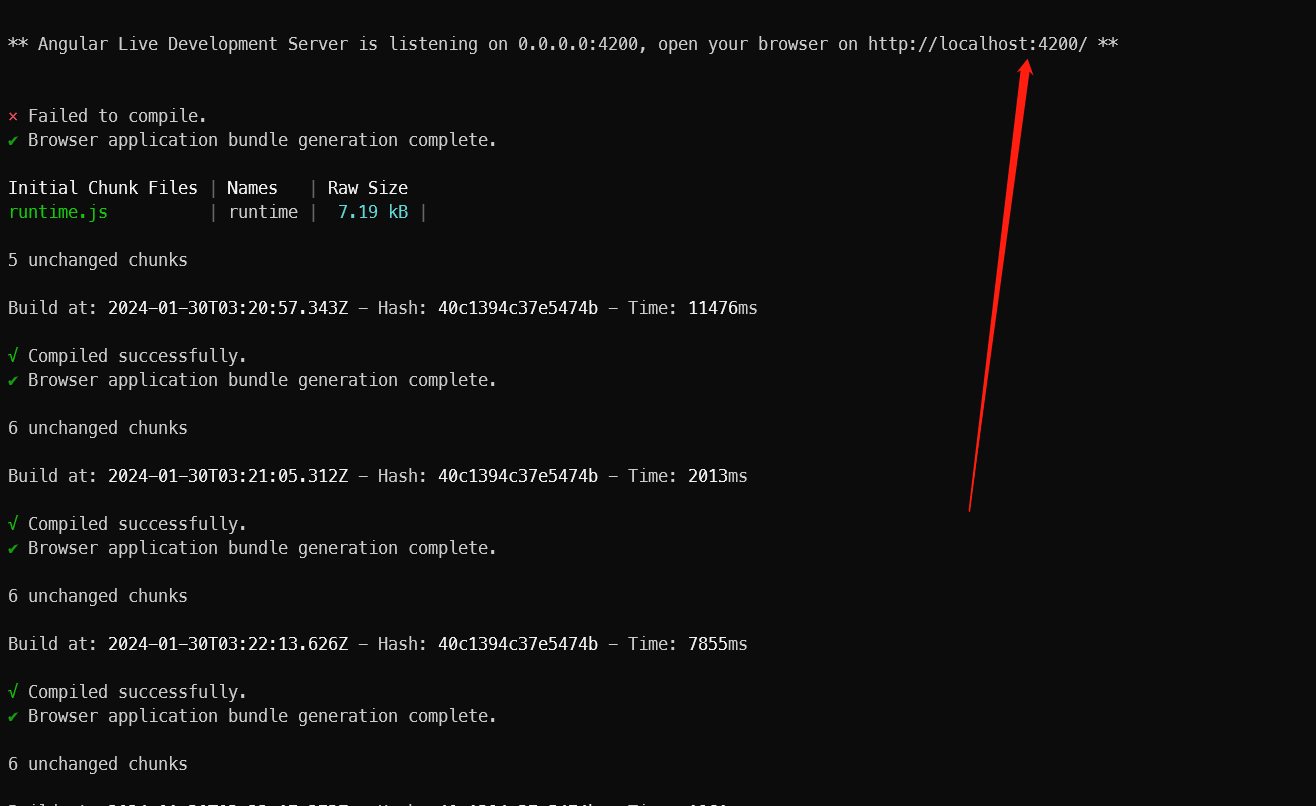 ** Angular Live Development Server is listening on 0.0.0.0:4200, open your browser on http://localhost:4200/ **
× Failed to compile.
✔ Browser application bundle generation complete.
Initial Chunk Files | Names | Raw Size
runtime.js | runtime | 7.19 kB |
5 unchanged chunks
Build at: 2024-01-30T03:20:57.343Z - Hash: 40c1394c37e5474b - Time: 11476ms
√ Compiled successfully.
✔ Browser application bundle generation complete.
6 unchanged chunks
Build at: 2024-01-30T03:21:05.312Z - Hash: 40c1394c37e5474b - Time: 2013ms
√ Compiled successfully.
✔ Browser application bundle generation complete.
6 unchanged chunks
Build at: 2024-01-30T03:22:13.626Z - Hash: 40c1394c37e5474b - Time: 7855ms
√ Compiled successfully.
✔ Browser application bundle generation complete.
6 unchanged chunks